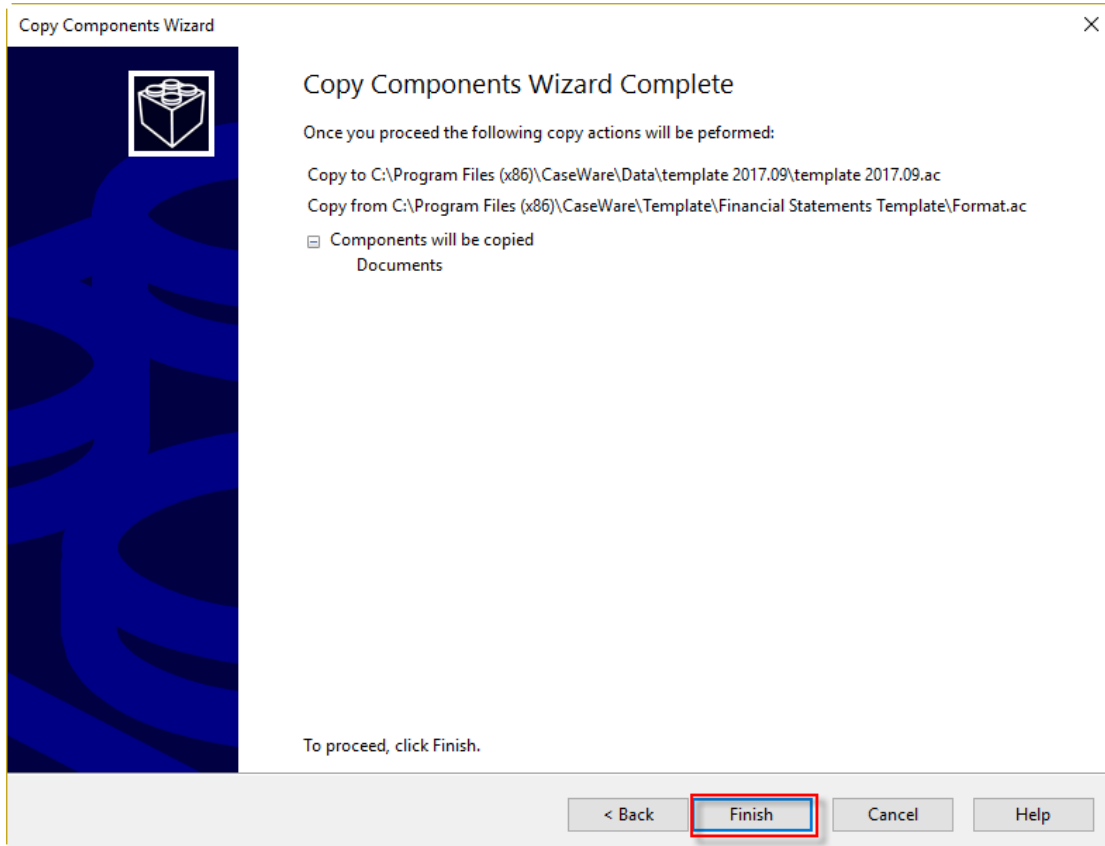 Copy Components Wizard
Copy Components Wizard Complete
Once you proceed the following copy actions will be peformed:
Copy to C:\Program Files (x86)\CaseWare\Data\template 2017.09\template 2017.09.ac
Copy from C:\Program Files (x86)\CaseWare\Template\Financial Statements Template\Format.ac
Components will be copied
Documents
To proceed, click Finish.
< Back Finish Cancel Help